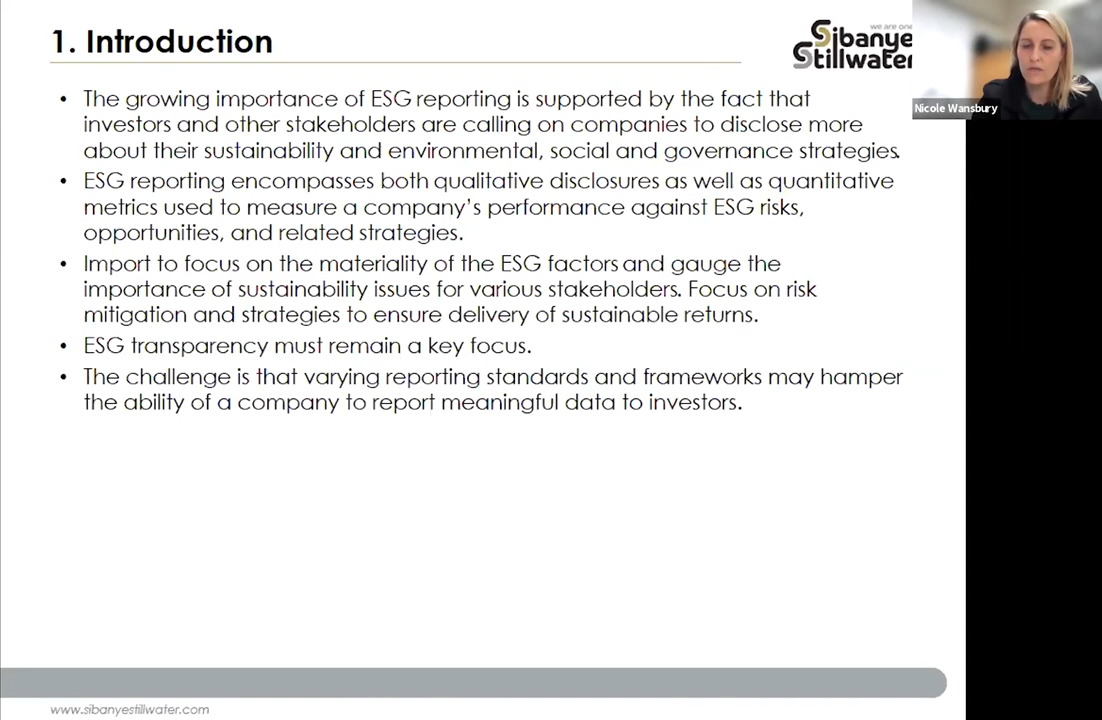 1. Introduction
we are one
Sibanye
Stillwater
Nicole Wansbury
• The growing importance of ESG reporting is supported by the fact that
investors and other stakeholders are calling on companies to disclose more
about their sustainability and environmental, social and governance strategies.
• ESG reporting encompasses both qualitative disclosures as well as quantitative
metrics used to measure a company's performance against ESG risks,
opportunities, and related strategies.
• Import to focus on the materiality of the ESG factors and gauge the
importance of sustainability issues for various stakeholders. Focus on risk
mitigation and strategies to ensure delivery of sustainable returns.
• ESG transparency must remain a key focus.
• The challenge is that varying reporting standards and frameworks may hamper
the ability of a company to report meaningful data to investors.
www.sibanyestillwater.com